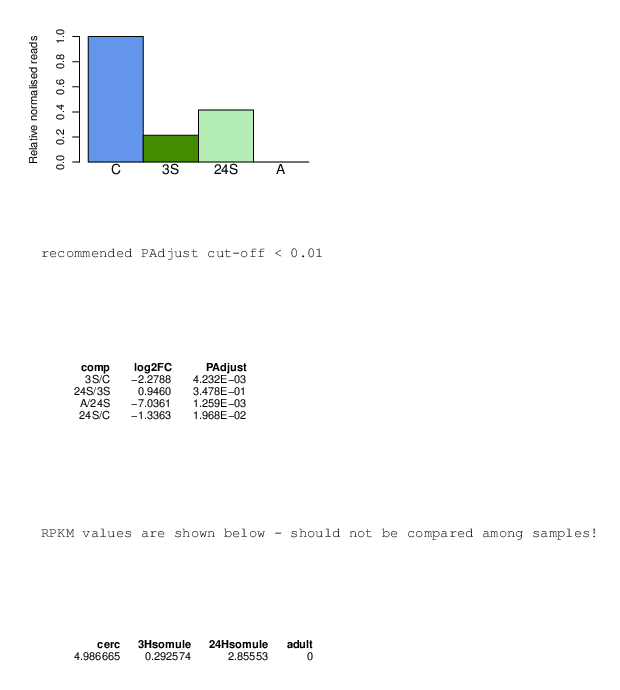 Relative normalised reads
1.0
0.8
0.6
0.4
0.2
0.0
C 3S 24S A
recommended PAdjust cut-off < 0.01
comp log2FC PAdjust
3S/C −2.2788 4.232E−03
24S/3S 0.9460 3.478E−01
A/24S −7.0361 1.259E−03
24S/C −1.3363 1.968E−02
RPKM values are shown below - should not be compared among samples!
cerc 3Hsomule 24Hsomule adult
4.986665 0.292574 2.85553 0